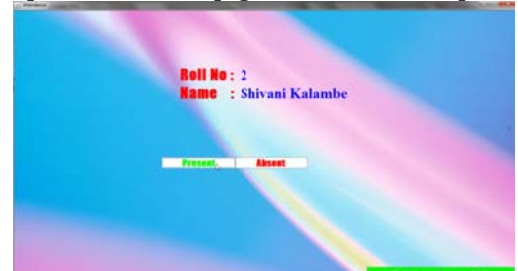 Roll No : 2
Name : Shivani Kalambe
Present. Absent